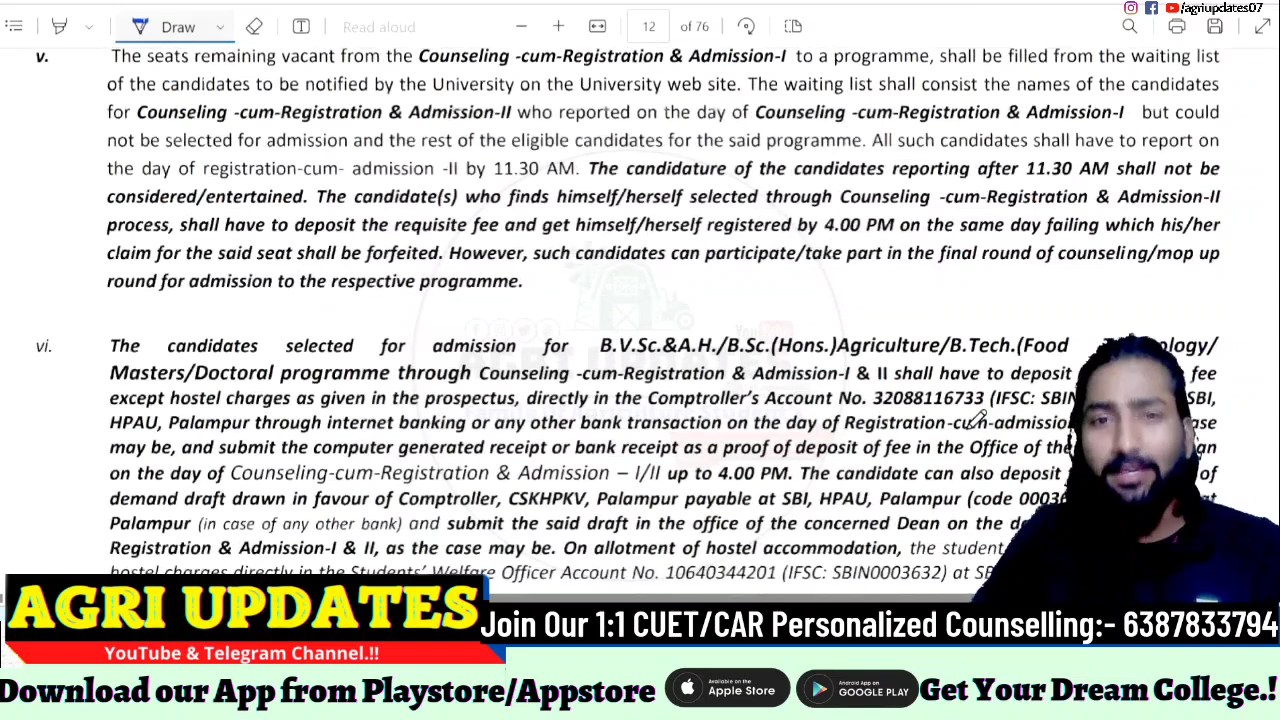 /agriupdates07
Draw
Read aloud
12
of 76
v. The seats remaining vacant from the Counseling -cum-Registration & Admission-I to a programme, shall be filled from the waiting list
of the candidates to be notified by the University on the University web site. The waiting list shall consist the names of the candidates
for Counseling -cum-Registration & Admission-II who reported on the day of Counseling -cum-Registration & Admission-I but could
not be selected for admission and the rest of the eligible candidates for the said programme. All such candidates shall have to report on
the day of registration-cum- admission -II by 11.30 AM. The candidature of the candidates reporting after 11.30 AM shall not be
considered/entertained. The candidate(s) who finds himself/herself selected through Counseling -cum-Registration & Admission-II
process, shall have to deposit the requisite fee and get himself/herself registered by 4.00 PM on the same day failing which his/her
claim for the said seat shall be forfeited. However, such candidates can participate/take part in the final round of counseling/mop up
round for admission to the respective programme.
vi. The candidates selected for admission for B.V.Sc.&A.H./B.Sc.(Hons.)Agriculture/B.Tech.(Food
Masters/Doctoral programme through Counseling -cum-Registration & Admission-I & II shall have to deposit fee
except hostel charges as given in the prospectus, directly in the Comptroller's Account No. 32088116733 (IFSC: SBI,
HPAU, Palampur through internet banking or any other bank transaction on the day of
may be, and submit the computer generated receipt or bank receipt as a proof of deposit of fee in the Office of the
on the day of Counseling-cum-Registration & Admission – I/II up to 4.00 PM. The candidate can also deposit of
demand draft drawn in favour of Comptroller, CSKHPKV, Palampur payable at SBI, HPAU, Palampur (code at
Palampur (in case of any other bank) and submit the said draft in the office of the concerned Dean on the
Registration & Admission-I & II, as the case may be. On allotment of hostel accommodation, the student
hostel charges directly in the Students' Welfare Officer Account No. 10640344201 (IFSC: SBIN0003632) at
AGRI UPDATES
YouTube & Telegram Channel.!!
Join Our 1:1 CUET/CAR Personalized Counselling:- 6387833794
Download our App from Playstore/Appstore
Available on the
Apple Store
Android App on
GOOGLE PLAY
Get Your Dream College.!